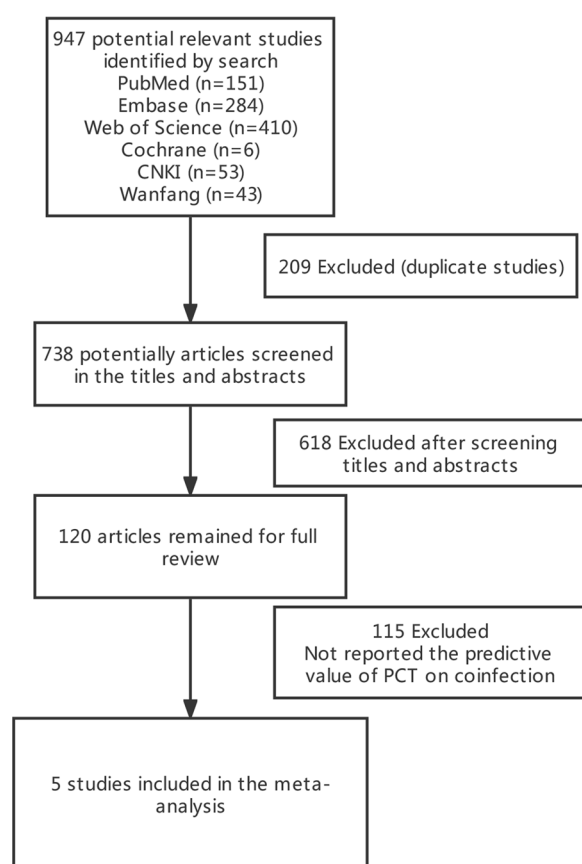 947 potential relevant studies
identified by search
PubMed (n=151)
Embase (n=284)
Web of Science (n=410)
Cochrane (n=6)
CNKI (n=53)
Wanfang (n=43)
209 Excluded (duplicate studies)
738 potentially articles screened
in the titles and abstracts
618 Excluded after screening
titles and abstracts
120 articles remained for full
review
115 Excluded
Not reported the predictive
value of PCT on coinfection
5 studies included in the meta-
analysis